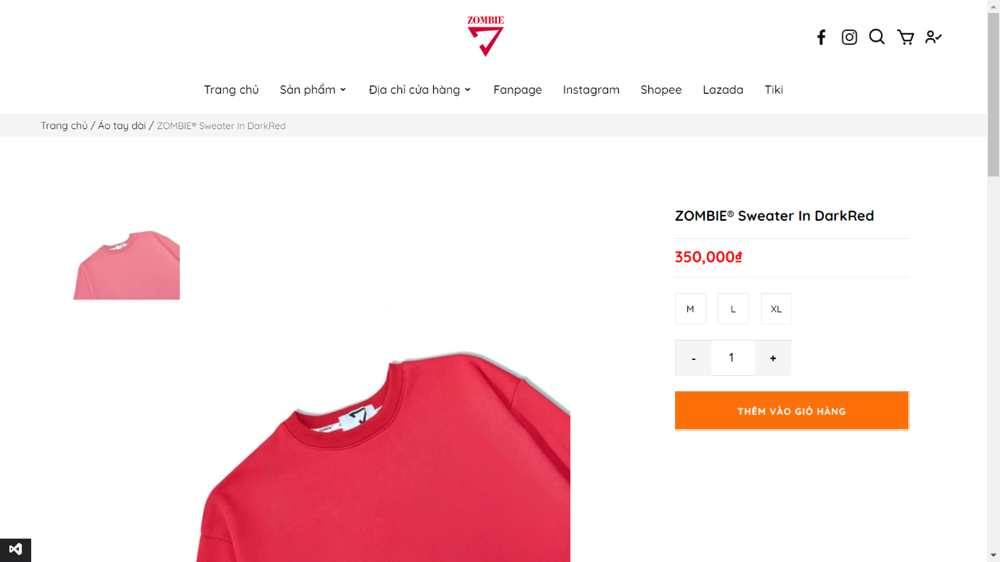 ZOMBIE
Trang chủ Sản phẩm Địa chỉ cửa hàng Fanpage Instagram Shopee Lazada Tiki
Trang chủ / Áo tay dài / ZOMBIE® Sweater In DarkRed
ZOMBIE® Sweater In DarkRed
350,000₫
M L XL
- 1 +
THÊM VÀO GIỎ HÀNG